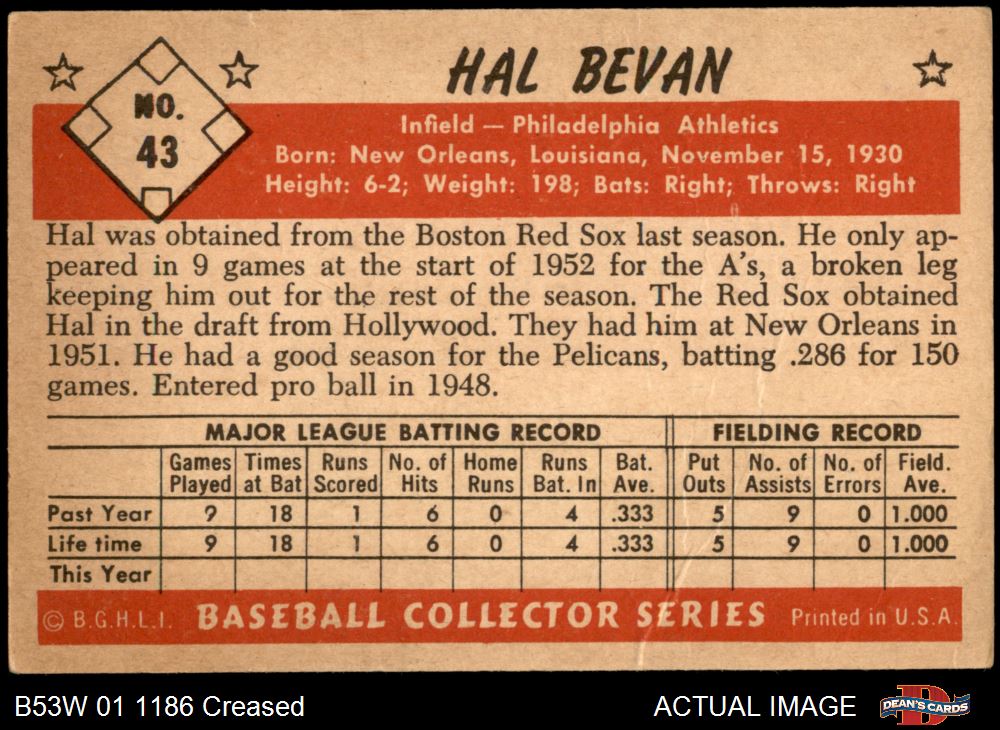 HAL BEVAN
NO.
43
Infield — Philadelphia Athletics
Born: New Orleans, Louisiana, November 15, 1930
Height: 6-2; Weight: 198; Bats: Right; Throws: Right
Hal was obtained from the Boston Red Sox last season. He only ap-
peared in 9 games at the start of 1952 for the A's, a broken leg
keeping him out for the rest of the season. The Red Sox obtained
Hal in the draft from Hollywood. They had him at New Orleans in
1951. He had a good season for the Pelicans, batting .286 for 150
games. Entered pro ball in 1948.
MAJOR LEAGUE BATTING RECORD FIELDING RECORD
Games Times Runs No. of Home Runs Bat. Put No. of No. of Field.
Played at Bat Scored Hits Runs Bat. In Ave. Outs Assists Errors Ave.
Past Year 9 18 1 6 0 4 .333 5 9 0 1.000
Life time 9 18 1 6 0 4 .333 5 9 0 1.000
This Year
© B.G.H.L.I. BASEBALL COLLECTOR SERIES Printed in U.S.A.
B53W 01 1186 Creased ACTUAL IMAGE D DEAN'S CARDS